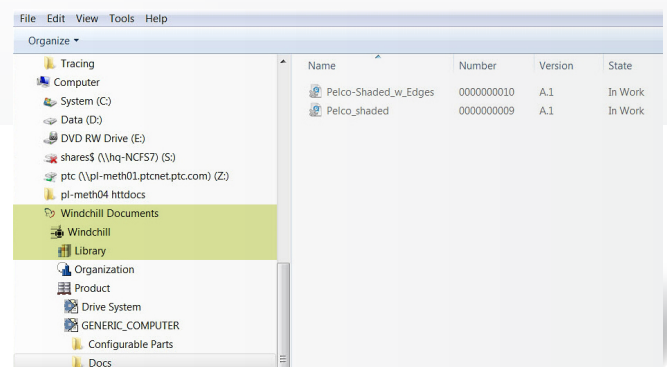 File Edit View Tools Help
Organize
Name Number Version State
Tracing
Computer
System (C:)
Data (D:)
DVD RW Drive (E:)
shares$ (\\hq-NCFS7) (S:)
ptc (\\pl-meth01.ptcnet.ptc.com) (Z:)
pl-meth04 httdocs
Windchill Documents
Windchill
Library
Organization
Product
Drive System
GENERIC_COMPUTER
Configurable Parts
Docs
Pelco-Shaded_w_Edges 0000000010 A.1 In Work
Pelco_shaded 0000000009 A.1 In Work